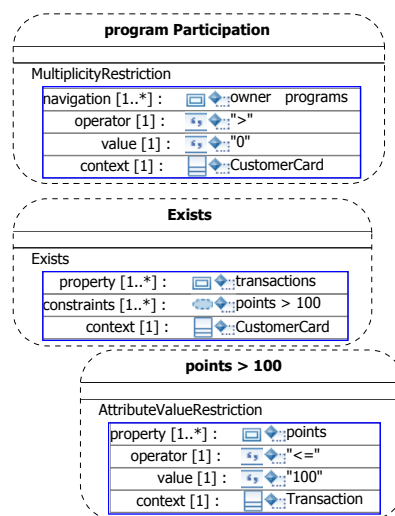 program Participation
MultiplicityRestriction
navigation [1..*] : owner programs
operator [1] : ">"
value [1] : "0"
context [1] : CustomerCard
Exists
Exists
property [1..*] : transactions
constraints [1..*] : points > 100
context [1] : CustomerCard
points > 100
AttributeValueRestriction
property [1..*] : points
operator [1] : "<="
value [1] : "100"
context [1] : Transaction